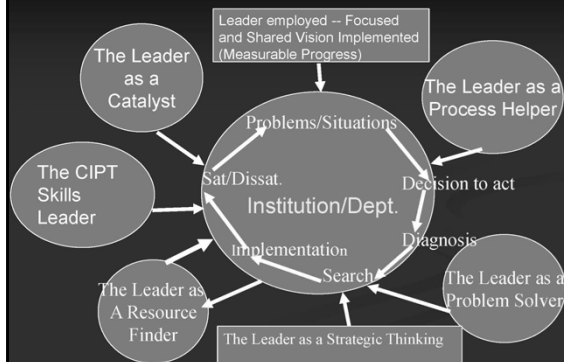 Leader employed -- Focused
and Shared Vision Implemented
(Measurable Progress)
The Leader
as a
Catalyst
The Leader as a
Process Helper
Problems/Situations
Sat/Dissat.
Decision to act
The CIPT
Skills
Leader
Institution/Dept.
Diagnosis
Implementation
Search
The Leader as
A Resource
Finder
The Leader as a
Problem Solver
The Leader as a Strategic Thinking